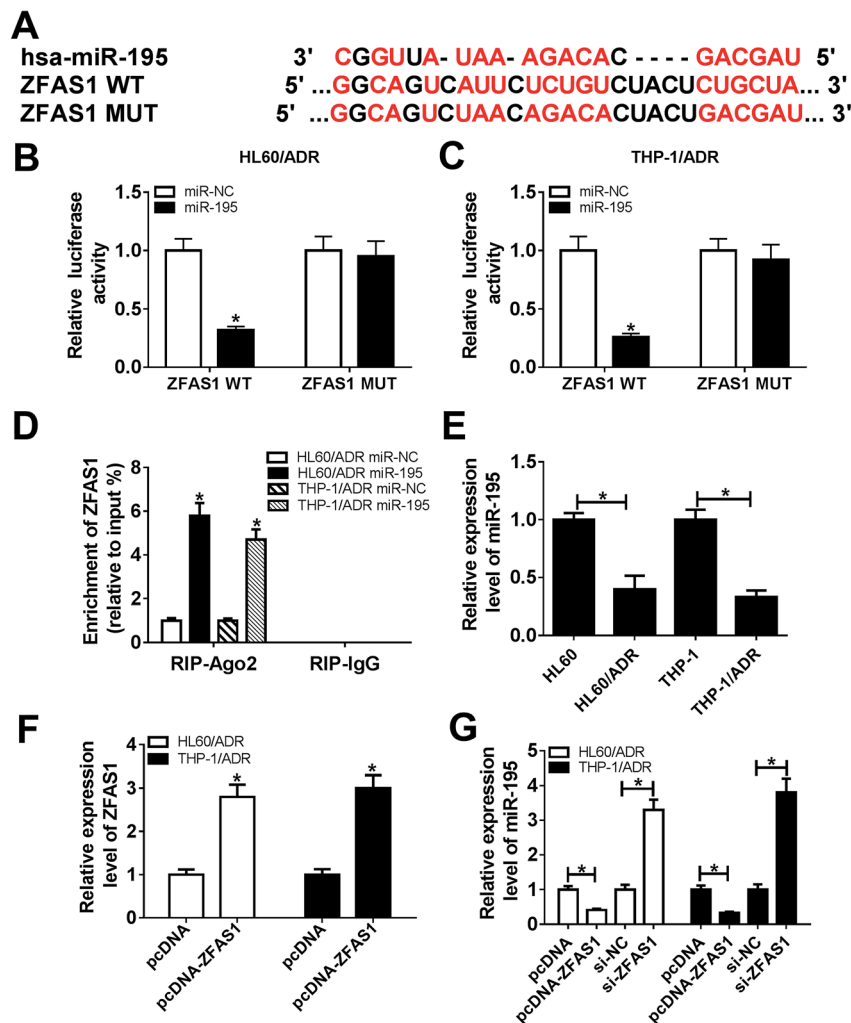 A
hsa-miR-195 3' CGGUUA- UAA- AGACAC - - - - GACGAU 5'
ZFAS1 WT 5' ...GGCAGUCAUUCUCUGUCUACUCUGCUA... 3'
ZFAS1 MUT 5' ...GGCAGUCUAACAGACACUACUGACGAU... 3'
B
HL60/ADR
miR-NC
miR-195
Relative luciferase
activity
1.5
1.0
0.5
0.0
*
ZFAS1 WT ZFAS1 MUT
C
THP-1/ADR
miR-NC
miR-195
Relative luciferase
activity
1.5
1.0
0.5
0.0
*
ZFAS1 WT ZFAS1 MUT
D
HL60/ADR miR-NC
HL60/ADR miR-195
THP-1/ADR miR-NC
THP-1/ADR miR-195
Enrichment of ZFAS1
(relative to input %)
8
6
4
2
0
* *
RIP-Ago2 RIP-IgG
E
Relative expression
level of miR-195
1.5
1.0
0.5
0.0
* *
HL60 HL60/ADR THP-1 THP-1/ADR
F
HL60/ADR
THP-1/ADR
Relative expression
level of ZFAS1
4
3
2
1
0
* *
pcDNA pcDNA-ZFAS1 pcDNA pcDNA-ZFAS1
G
HL60/ADR
THP-1/ADR
Relative expression
level of miR-195
5
4
3
2
1
0
* * * *
pcDNA pcDNA-ZFAS1 si-NC si-ZFAS1 pcDNA pcDNA-ZFAS1 si-NC si-ZFAS1